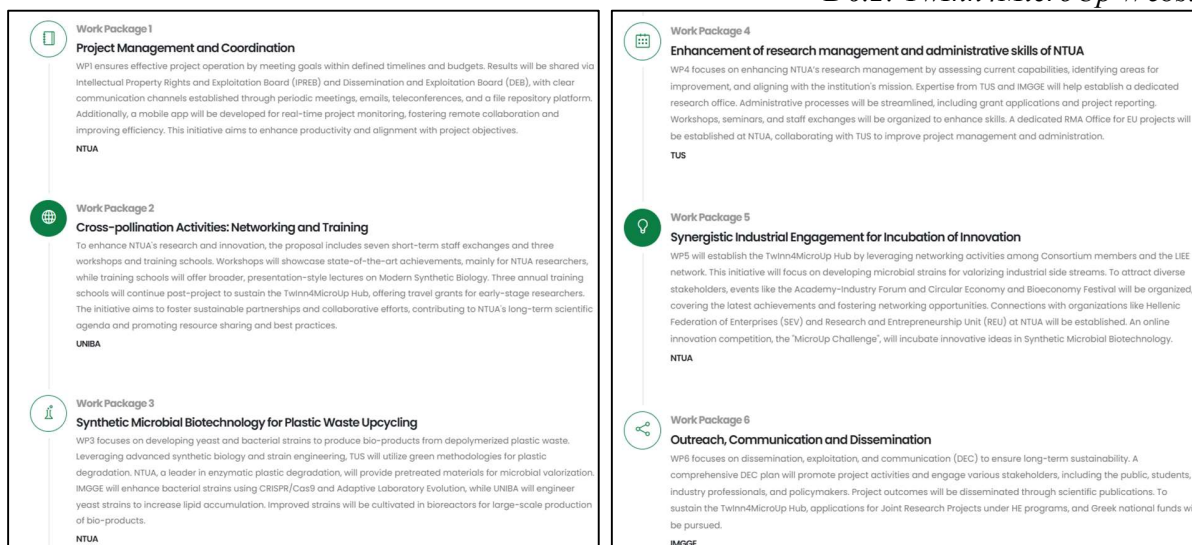 Work Package 1
Project Management and Coordination
WP1 ensures effective project operation by meeting goals within defined timelines and budgets. Results will be shared via
Intellectual Property Rights and Exploitation Board (IPREB) and Dissemination and Exploitation Board (DEB), with clear
communication channels established through periodic meetings, emails, teleconferences, and a file repository platform.
Additionally, a mobile app will be developed for real-time project monitoring, fostering remote collaboration and
improving efficiency. This initiative aims to enhance productivity and alignment with project objectives.
NTUA
Work Package 2
Cross-pollination Activities: Networking and Training
To enhance NTUA's research and innovation, the proposal includes seven short-term staff exchanges and three
workshops and training schools. Workshops will showcase state-of-the-art achievements, mainly for NTUA researchers,
while training schools will offer broader, presentation-style lectures on Modern Synthetic Biology. Three annual training
schools will continue post-project to sustain the TwInn4MicroUp Hub, offering travel grants for early-stage researchers.
The initiative aims to foster sustainable partnerships and collaborative efforts, contributing to NTUA's long-term scientific
agenda and promoting resource sharing and best practices.
UNIBA
Work Package 3
Synthetic Microbial Biotechnology for Plastic Waste Upcycling
WP3 focuses on developing yeast and bacterial strains to produce bio-products from depolymerized plastic waste.
Leveraging advanced synthetic biology and strain engineering, TUS will utilize green methodologies for plastic
degradation. NTUA, a leader in enzymatic plastic degradation, will provide pretreated materials for microbial valorization.
IMGGE will enhance bacterial strains using CRISPR/Cas9 and Adaptive Laboratory Evolution, while UNIBA will engineer
yeast strains to increase lipid accumulation. Improved strains will be cultivated in bioreactors for large-scale production
of bio-products.
NTUA
Work Package 4
Enhancement of research management and administrative skills of NTUA
WP4 focuses on enhancing NTUA's research management by assessing current capabilities, identifying areas for
improvement, and aligning with the institution's mission. Expertise from TUS and IMGGE will help establish a dedicated
research office. Administrative processes will be streamlined, including grant applications and project reporting.
Workshops, seminars, and staff exchanges will be organized to enhance skills. A dedicated RMA Office for EU projects will
be established at NTUA, collaborating with TUS to improve project management and administration.
TUS
Work Package 5
Synergistic Industrial Engagement for Incubation of Innovation
WP5 will establish the TwInn4MicroUp Hub by leveraging networking activities among Consortium members and the LIEE
network. This initiative will focus on developing microbial strains for valorizing industrial side streams. To attract diverse
stakeholders, events like the Academy-Industry Forum and Circular Economy and Bioeconomy Festival will be organized,
covering the latest achievements and fostering networking opportunities. Connections with organizations like Hellenic
Federation of Enterprises (SEV) and Research and Entrepreneurship Unit (REU) at NTUA will be established. An online
innovation competition, the "MicroUp Challenge", will incubate innovative ideas in Synthetic Microbial Biotechnology.
NTUA
Work Package 6
Outreach, Communication and Dissemination
WP6 focuses on dissemination, exploitation, and communication (DEC) to ensure long-term sustainability. A
comprehensive DEC plan will promote project activities and engage various stakeholders, including the public, students,
industry professionals, and policymakers. Project outcomes will be disseminated through scientific publications. To
sustain the TwInn4MicroUp Hub, applications for Joint Research Projects under HE programs, and Greek national funds wi
be pursued.
IMGGE